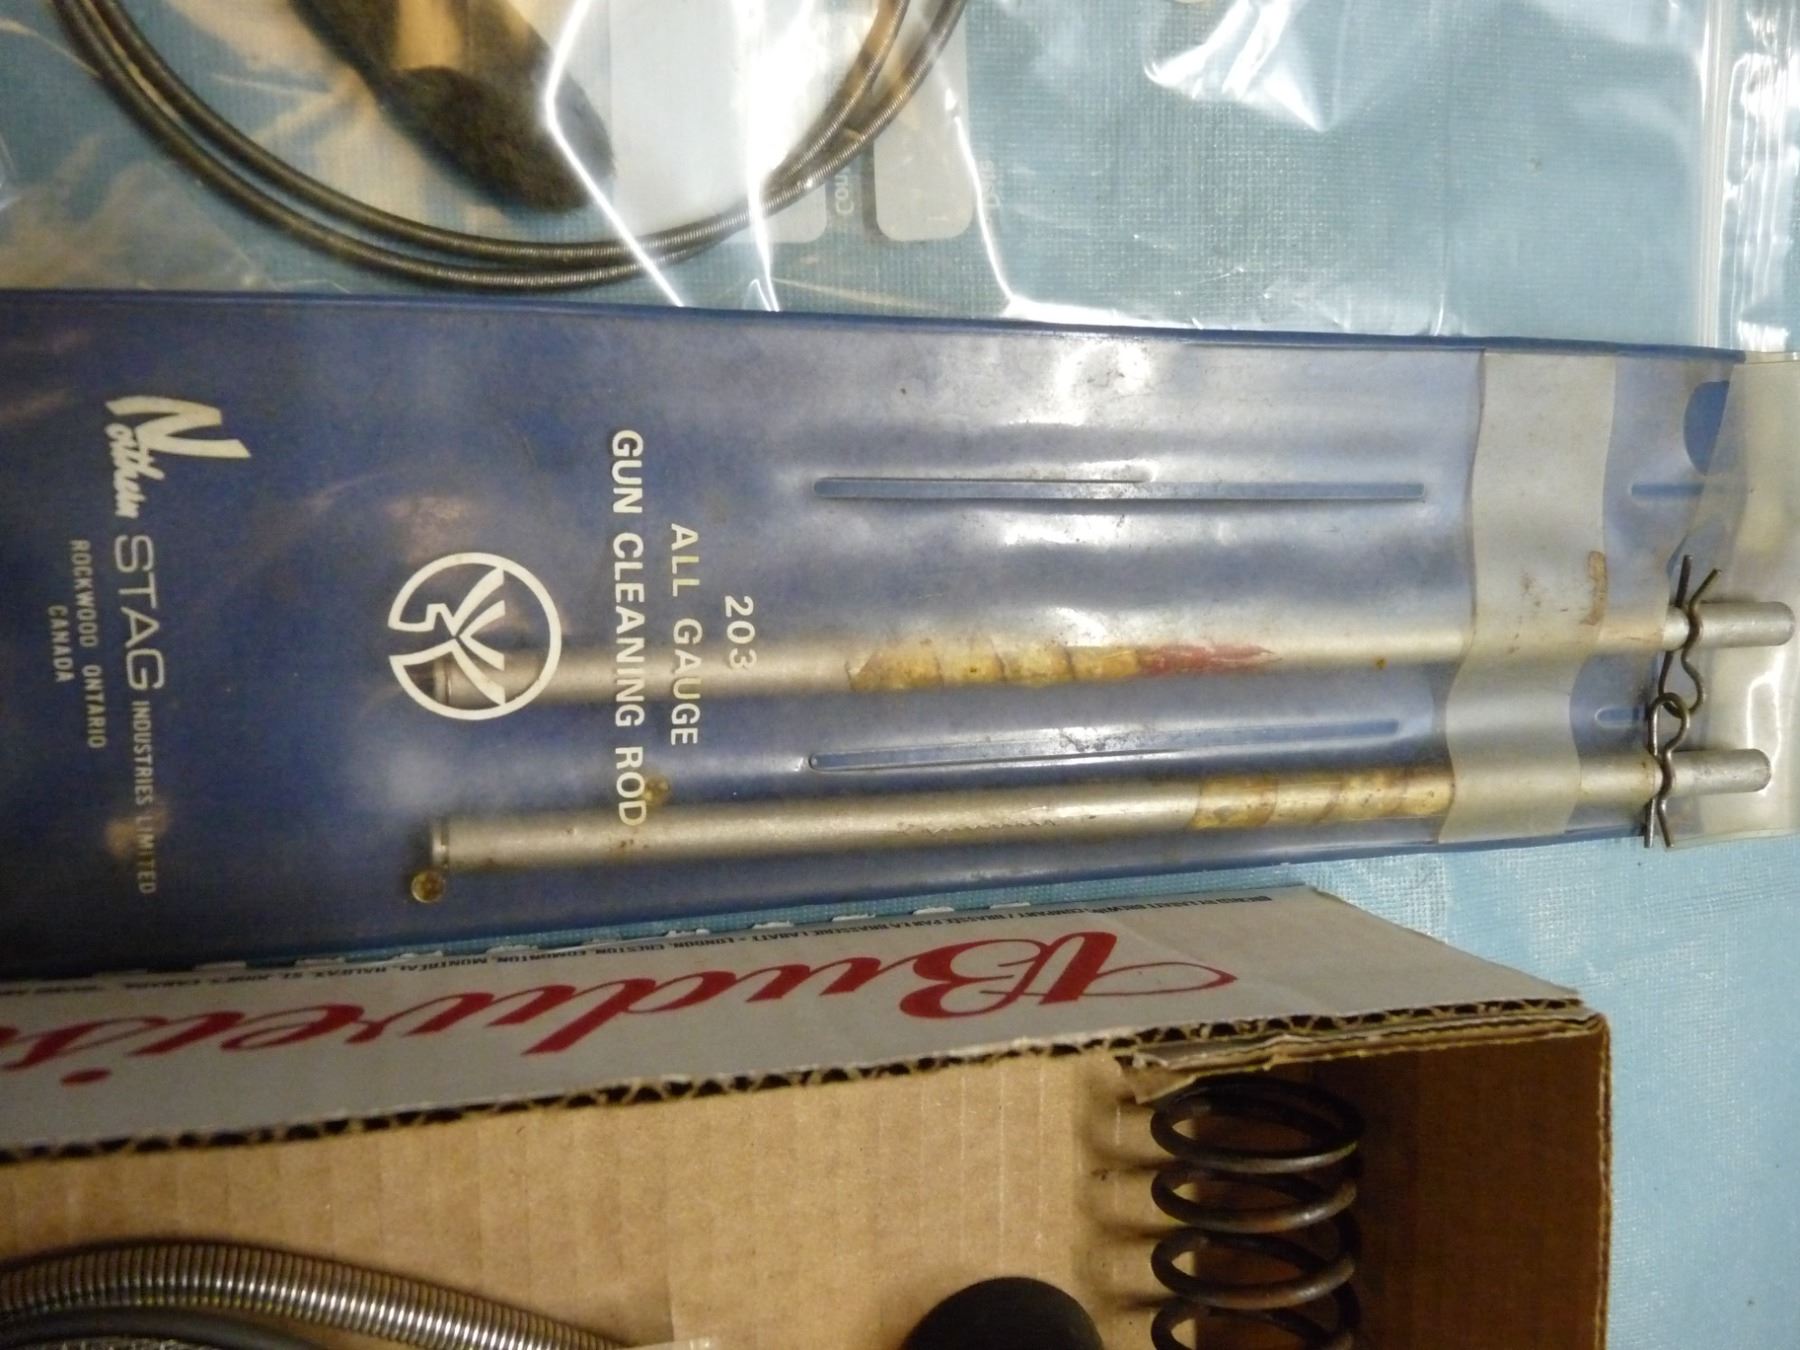 203
ALL GAUGE
GUN CLEANING ROD
Northern STAG INDUSTRIES LIMITED
ROCKWOOD ONTARIO
CANADA
Budweis